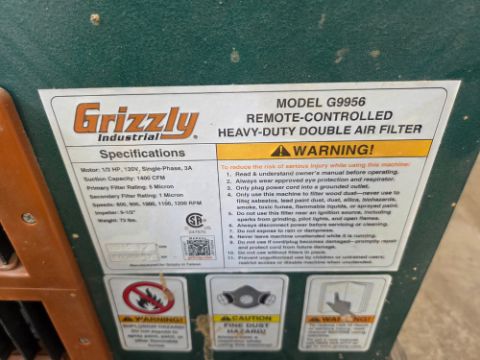 Grizzly
Industrial
MODEL G9956
REMOTE-CONTROLLED
HEAVY-DUTY DOUBLE AIR FILTER
Specifications
Motor: 1/3 HP, 120V, Single-Phase, 3A
Suction Capacity: 1400 CFM
Primary Filter Rating: 5 Micron
Secondary Filter Rating: 1 Micron
Impeller: 9-1/2"
WARNING!
To reduce the risk of serious injury while using this machine:
1. Read & understand owner's manual before operating.
2. Always wear approved eye protection and respirator.
3. Only plug power cord into a grounded outlet.
4. Only use this machine to filter wood dust—never use to
filter asbestos, lead paint dust, dust, silica, biohazards,
smoke, toxic fumes, flammable liquids, or sprayed paint.
5. Do not use this filter near an ignition source, including
sparks from grinding, pilot lights, and open flames.
6. Always disconnect power before servicing or cleaning.
7. Do not expose to rain or dampness.
8. Never leave machine unattended while it is running.
9. Do not use if cord/plug becomes damaged—promptly repair
and protect cord from future damage.
10. Do not use without filters in place.
11. Prevent unauthorized use by children or untrained users;
restrict access or disable machine when unattended.
WARNING!
EXPLOSION HAZARD!
CAUTION
FINE DUST
HAZARD!
WARNING!